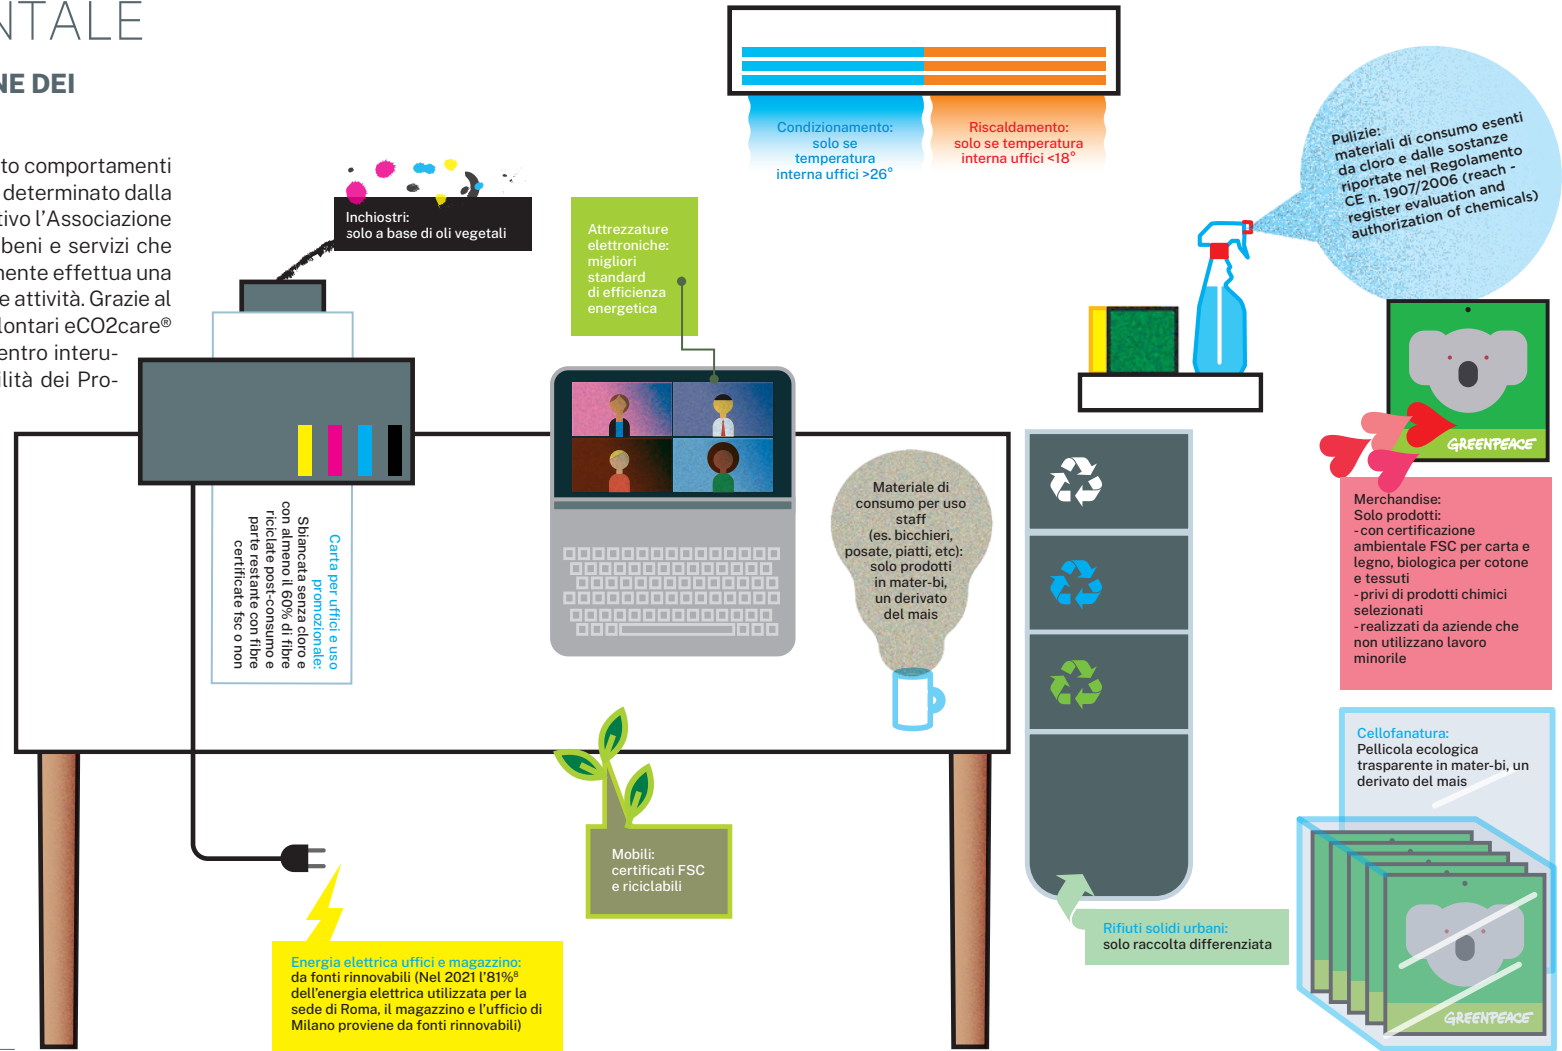 NTALE
NE DEI
to comportamenti
determinato dalla
tivo l'Associazione
beni e servizi che
mente effettua una
e attività. Grazie al
lontari eCO2care®
entro interu-
ilità dei Pro-
Inchiostri:
solo a base di oli vegetali
Carta per uffici e uso
promozionale:
Sbiancata senza cloro e
con almeno il 60% di fibre
riciclate post-consumo e
parte restante con fibre
certificate fsc o non
Attrezzature
elettroniche:
migliori
standard
di efficienza
energetica
Condizionamento:
solo se
temperatura
interna uffici >26°
Riscaldamento:
solo se temperatura
interna uffici <18°
Pulizie:
materiali di consumo esenti
da cloro e dalle sostanze
riportate nel Regolamento
CE n. 1907/2006 (reach -
register evaluation and
authorization of chemicals)
GREENPEACE
Materiale di
consumo per uso
staff
(es. bicchieri,
posate, piatti, etc):
solo prodotti
in mater-bi,
un derivato
del mais
Merchandise:
Solo prodotti:
- con certificazione
ambientale FSC per carta e
legno, biologica per cotone
e tessuti
- privi di prodotti chimici
selezionati
- realizzati da aziende che
non utilizzano lavoro
minorile
Cellofanatura:
Pellicola ecologica
trasparente in mater-bi, un
derivato del mais
Mobili:
certificati FSC
e riciclabili
Rifiuti solidi urbani:
solo raccolta differenziata
Energia elettrica uffici e magazzino:
da fonti rinnovabili (Nel 2021 l'81%⁸
dell'energia elettrica utilizzata per la
sede di Roma, il magazzino e l'ufficio di
Milano proviene da fonti rinnovabili)
GREENPEACE